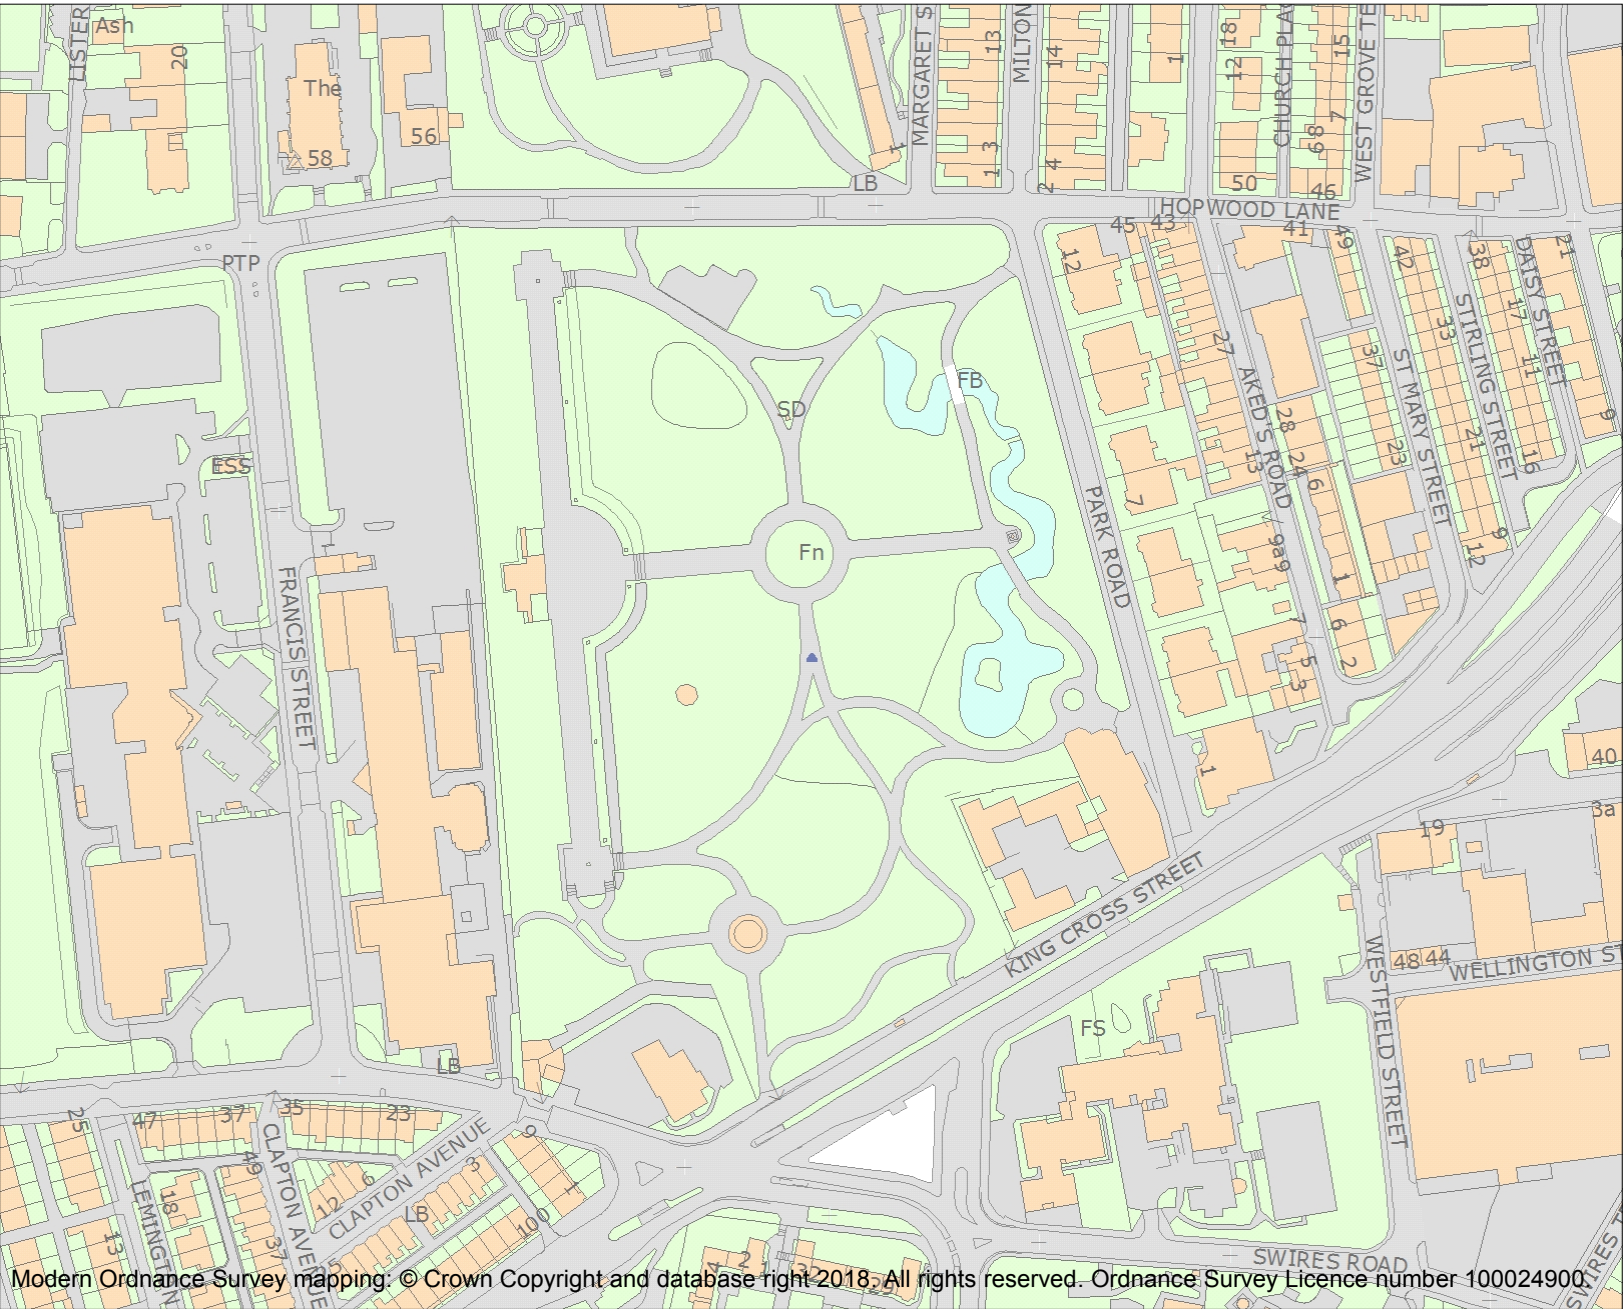 LISTER
Ash
20
The
58
56
MARGARET S
1
13
3
1
MILTON
14
4
2
1
18
12
CHURCH PLA
15
7
68
WEST GROVE TE
50
46
LB
HOPWOOD LANE
45
43
41
49
PTP
12
42
38
21
DAISY STREET
17
11
9
33
STIRLING STREET
27
37
ST MARY STREET
FB
SD
AKED'S ROAD
28
24
13
6
23
21
16
ESS
7
PARK ROAD
Fn
9a9
9
12
1
FRANCIS STREET
1
7
6
2
5
3
1
40
3a
19
KING CROSS STREET
WESTFIELD STREET
48 44
WELLINGTON ST
FS
LB
25
47
37
35
23
9
CLAPTON AVENUE
49
CLAPTON AVENUE
6
3
12
LB
1
100
LEMINGTON
18
13
37
5
4
2
1
32
29
SWIRES ROAD
SWIRES T
Modern Ordnance Survey mapping: © Crown Copyright and database right 2018. All rights reserved. Ordnance Survey Licence number 100024900.